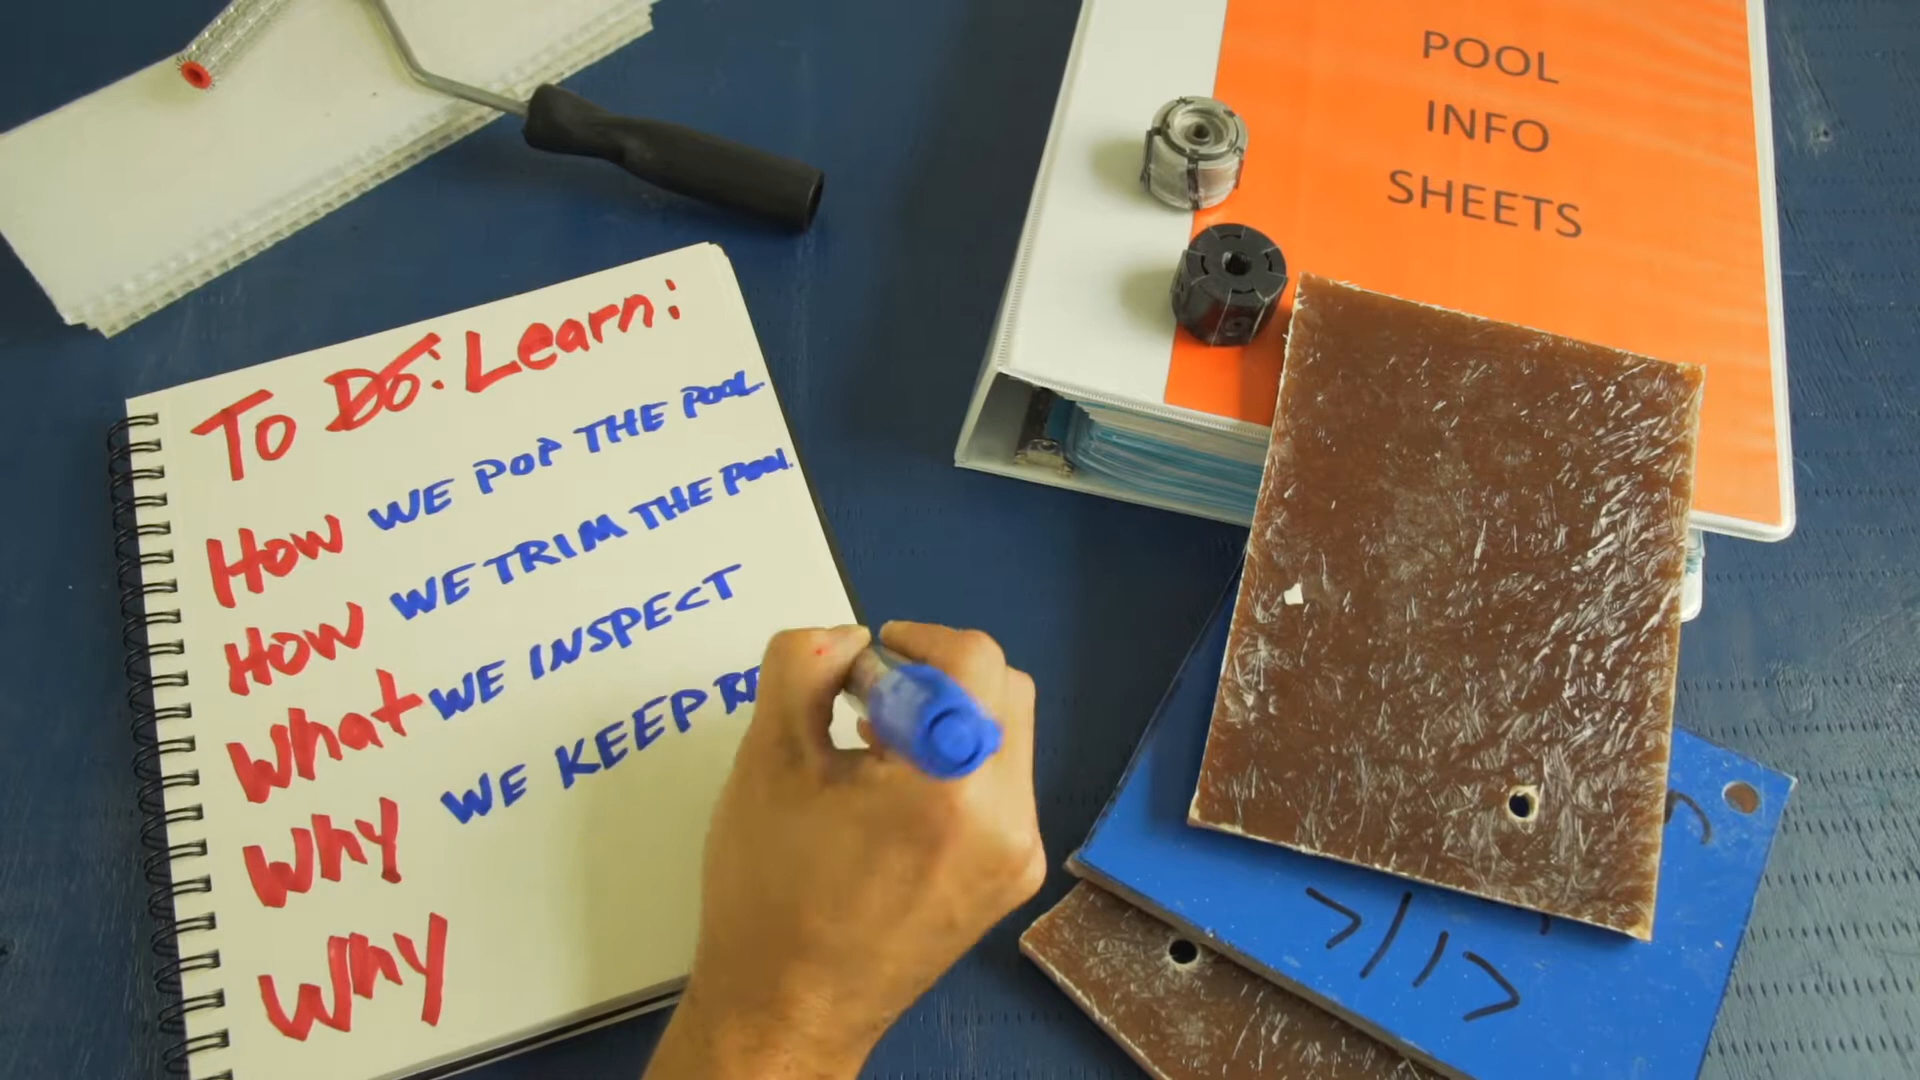 To Do: Learn:
How WE POP THE POOL
How WE TRIM THE POOL.
What WE INSPECT
Why WE KEEP RE
Why
POOL
INFO
SHEETS